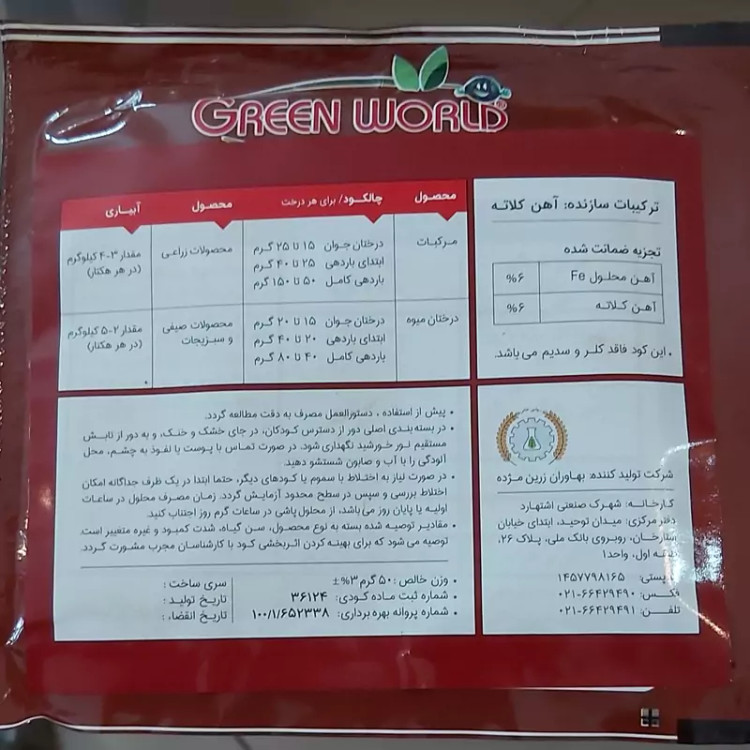 GREEN WORLD®
ترکیبات سازنده: آهن کلاته
تجزیه ضمانت شده
آهن محلول Fe ۶%
آهن کلاته ۶%
• این کود فاقد کلر و سدیم می باشد.
محصول چالکود/ برای هر درخت محصول آبیاری
مرکبات درختان جوان ۱۵ تا ۲۵ گرم محصولات زراعی مقدار ۳-۴ کیلوگرم
ابتدای باردهی ۲۵ تا ۴۰ گرم (در هر هکتار)
باردهی کامل ۵۰ تا ۱۵۰ گرم
درختان میوه درختان جوان ۱۵ تا ۲۰ گرم محصولات صیفی مقدار ۲-۵ کیلوگرم
ابتدای باردهی ۲۰ تا ۴۰ گرم و سبزیجات (در هر هکتار)
باردهی کامل ۴۰ تا ۸۰ گرم
• پیش از استفاده ، دستورالعمل مصرف به دقت مطالعه گردد.
• در بسته بندی اصلی دور از دسترس کودکان، در جای خشک و خنک، و به دور از تابش
مستقیم نور خورشید نگهداری شود. در صورت تماس با پوست یا نفوذ به چشم، محل
آلودگی را با آب و صابون شستشو دهید.
• در صورت نیاز به اختلاط با سموم یا کودهای دیگر، حتما ابتدا در یک ظرف جداگانه امکان
اختلاط بررسی و سپس در سطح محدود آزمایش گردد. زمان مصرف محلول در ساعات
اولیه یا پایان روز می باشد، از محلول پاشی در ساعات گرم روز اجتناب کنید.
• مقادیر توصیه شده بسته به نوع محصول، سن گیاه، شدت کمبود و غیره متغییر است.
توصیه می شود که برای بهینه کردن اثربخشی کود با کارشناسان مجرب مشورت گردد.
• وزن خالص : ۵۰ گرم ۳%± سری ساخت :
• شماره ثبت ماده کودی: ۳۶۱۲۴ تاریخ تولید :
• شماره پروانه بهره برداری: ۱۰۰/۱/۶۵۲۳۳۸ تاریخ انقضاء :
شرکت تولید کننده: بهاوران زرین مژده
کارخانه: شهرک صنعتی اشتهارد
دفتر مرکزی: میدان توحید، ابتدای خیابان
ستارخان، روبروی بانک ملی، پلاک ۲۶،
طبقه اول، واحد۱
پستی: ۱۴۵۷۷۹۸۱۶۵
فکس: ۰۲۱-۶۶۴۲۹۴۹۰
تلفن: ۰۲۱-۶۶۴۲۹۴۹۱